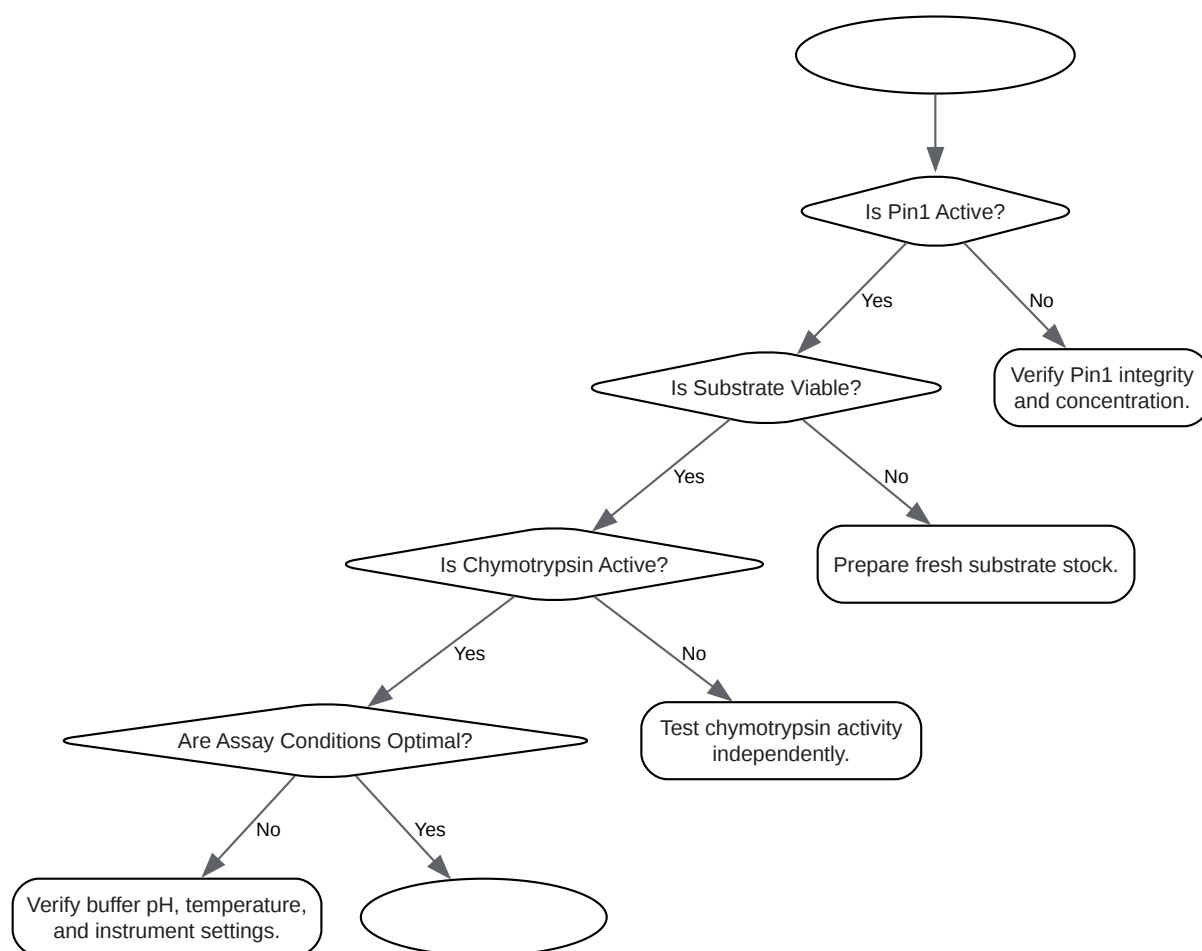 Is Pin1 Active?
Yes
No
Is Substrate Viable?
Verify Pin1 integrity
and concentration.
Yes
No
Is Chymotrypsin Active?
Prepare fresh substrate stock.
Yes
No
Are Assay Conditions Optimal?
Test chymotrypsin activity
independently.
No
Yes
Verify buffer pH, temperature,
and instrument settings.